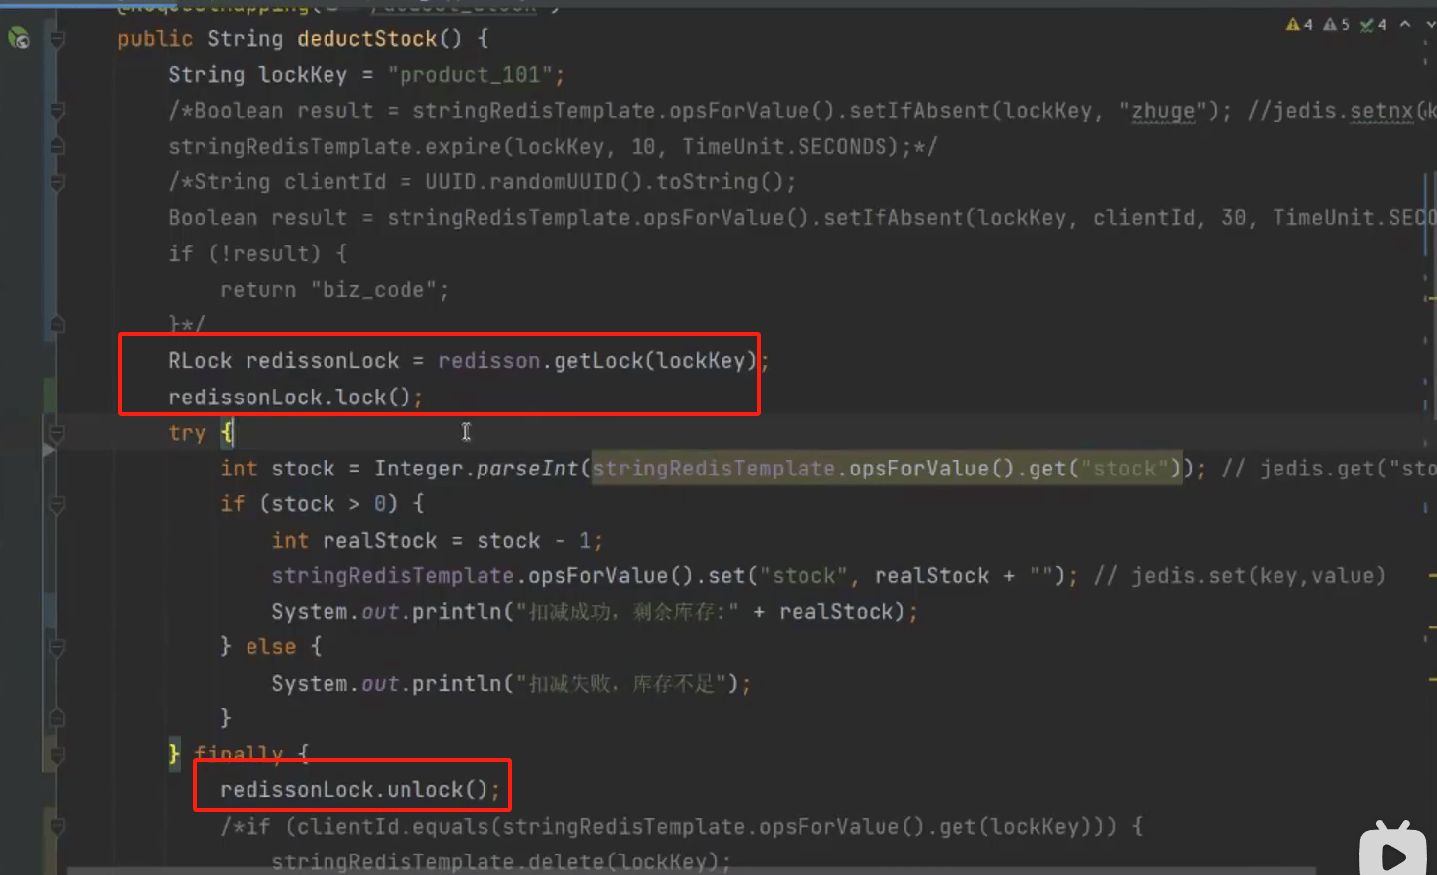 4 5 4
public String deductStock() {
String lockKey = "product_101";
/*Boolean result = stringRedisTemplate.opsForValue().setIfAbsent(lockKey, "zhuge"); //jedis.setnx(k
stringRedisTemplate.expire(lockKey, 10, TimeUnit.SECONDS);*/
/*String clientId = UUID.randomUUID().toString();
Boolean result = stringRedisTemplate.opsForValue().setIfAbsent(lockKey, clientId, 30, TimeUnit.SECO
if (!result) {
return "biz_code";
}*/
RLock redissonLock = redisson.getLock(lockKey);
redissonLock.lock();
try {
int stock = Integer.parseInt(stringRedisTemplate.opsForValue().get("stock")); // jedis.get("sto
if (stock > 0) {
int realStock = stock - 1;
stringRedisTemplate.opsForValue().set("stock", realStock + ""); // jedis.set(key,value)
System.out.println("扣减成功，剩余库存:" + realStock);
} else {
System.out.println("扣减失败，库存不足");
}
} finally {
redissonLock.unlock();
/*if (clientId.equals(stringRedisTemplate.opsForValue().get(lockKey))) {
stringRedisTemplate.delete(lockKey);